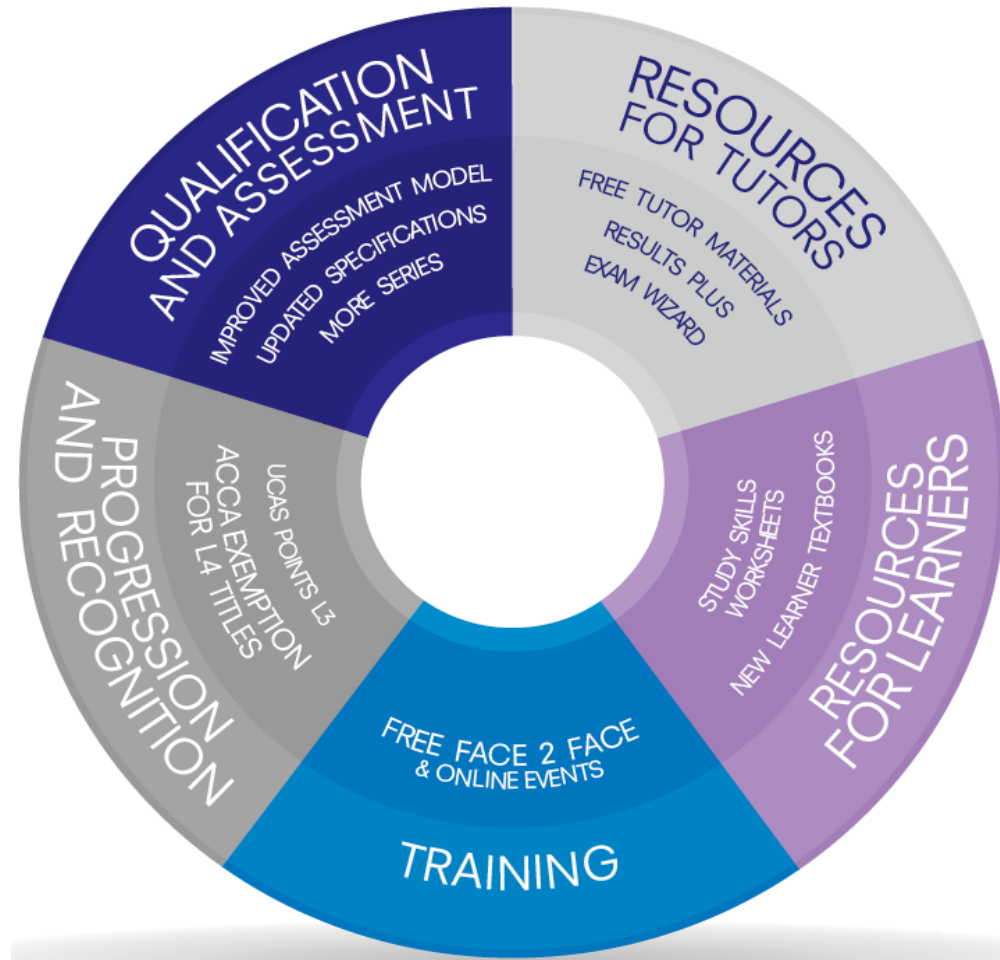 QUALIFICATION
AND ASSESSMENT
IMPROVED ASSESSMENT MODEL
UPDATED SPECIFICATIONS
MORE SERIES
RESOURCES
FOR TUTORS
FREE TUTOR MATERIALS
RESULTS PLUS
EXAM WIZARD
RESOURCES
FOR LEARNERS
STUDY SKILLS
WORKSHEETS
NEW LEARNER TEXTBOOKS
FREE FACE 2 FACE
& ONLINE EVENTS
TRAINING
PROGRESSION
AND RECOGNITION
UCAS POINTS L3
ACCA EXEMPTION
FOR L4 TITLES